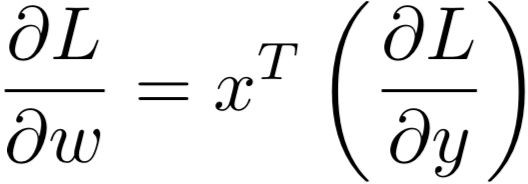 ∂L/∂w = x^T (∂L/∂y)